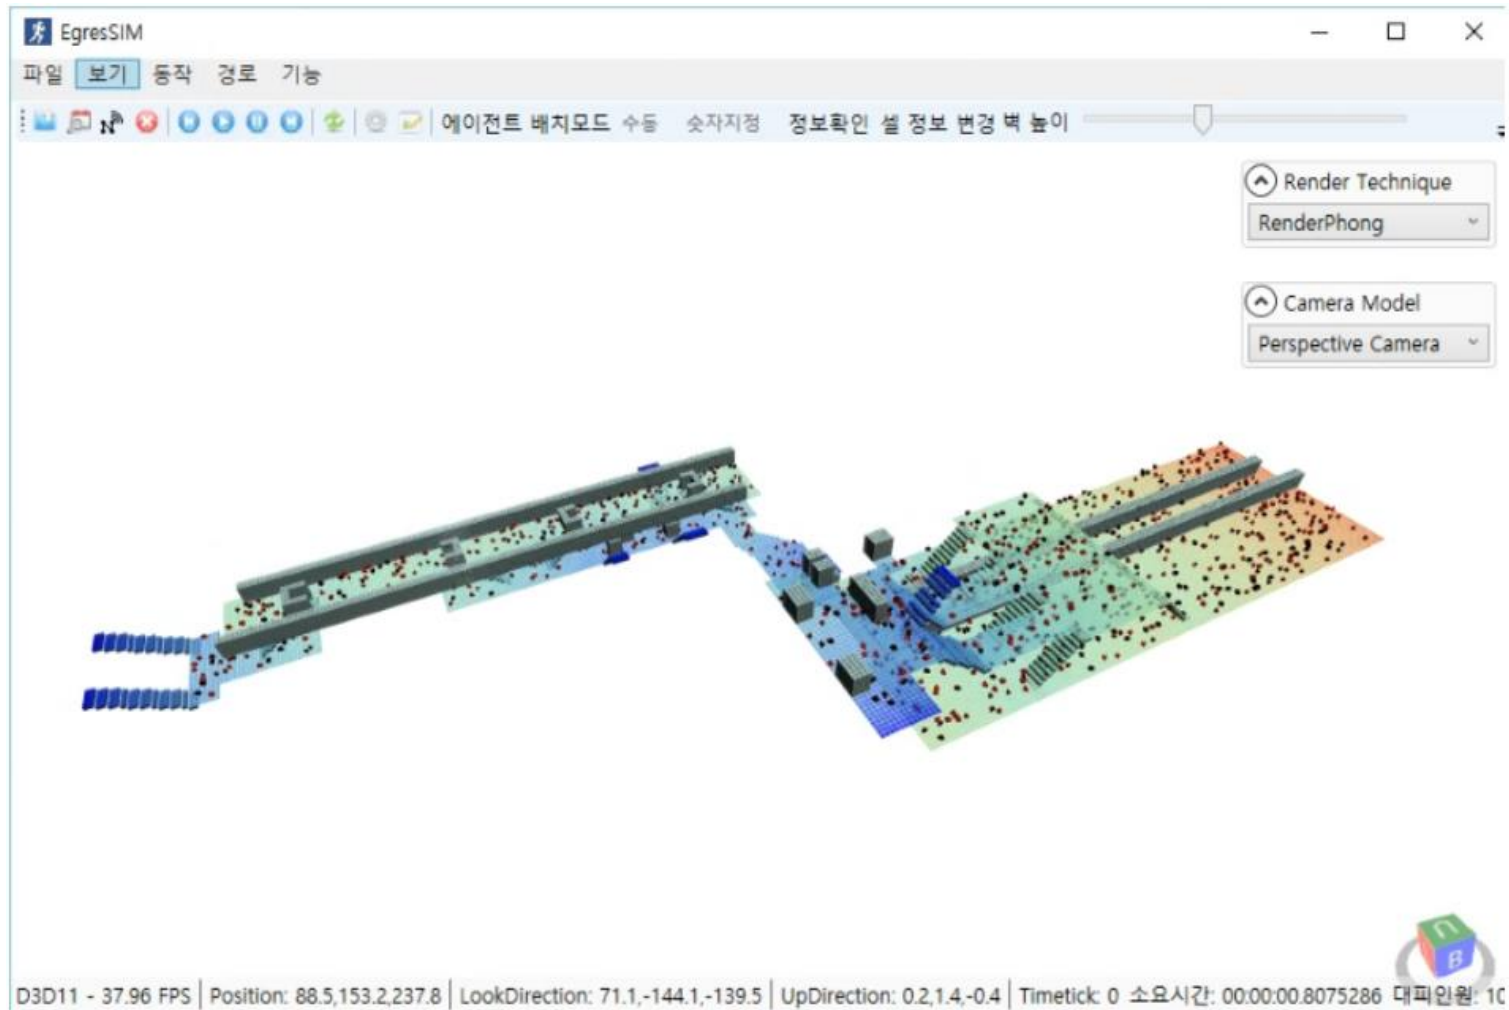 EgresSIM
파일 보기 동작 경로 기능
에이전트 배치모드 수동 숫자지정 정보확인 셀 정보 변경 벽 높이
Render Technique
RenderPhong
Camera Model
Perspective Camera
D3D11 - 37.96 FPS Position: 88.5,153.2,237.8 LookDirection: 71.1,-144.1,-139.5 UpDirection: 0.2,1.4,-0.4 Timetick: 0 소요시간: 00:00:00.8075286 대피인원: 10